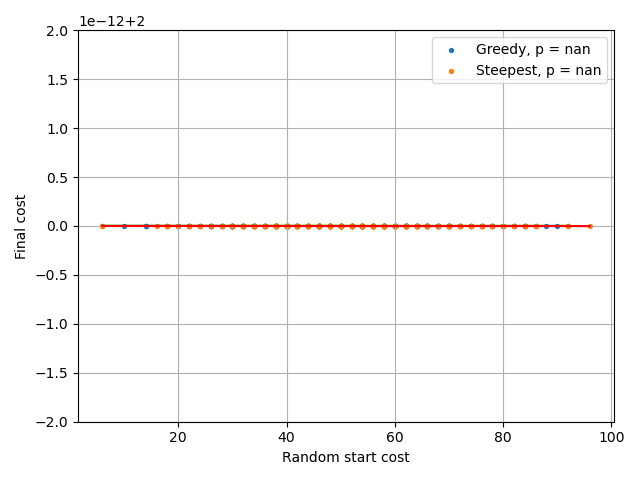 1e−12+2
2.0
1.5
1.0
0.5
0.0
−0.5
−1.0
−1.5
−2.0
Final cost
20
40
60
80
100
Random start cost
Greedy, p = nan
Steepest, p = nan